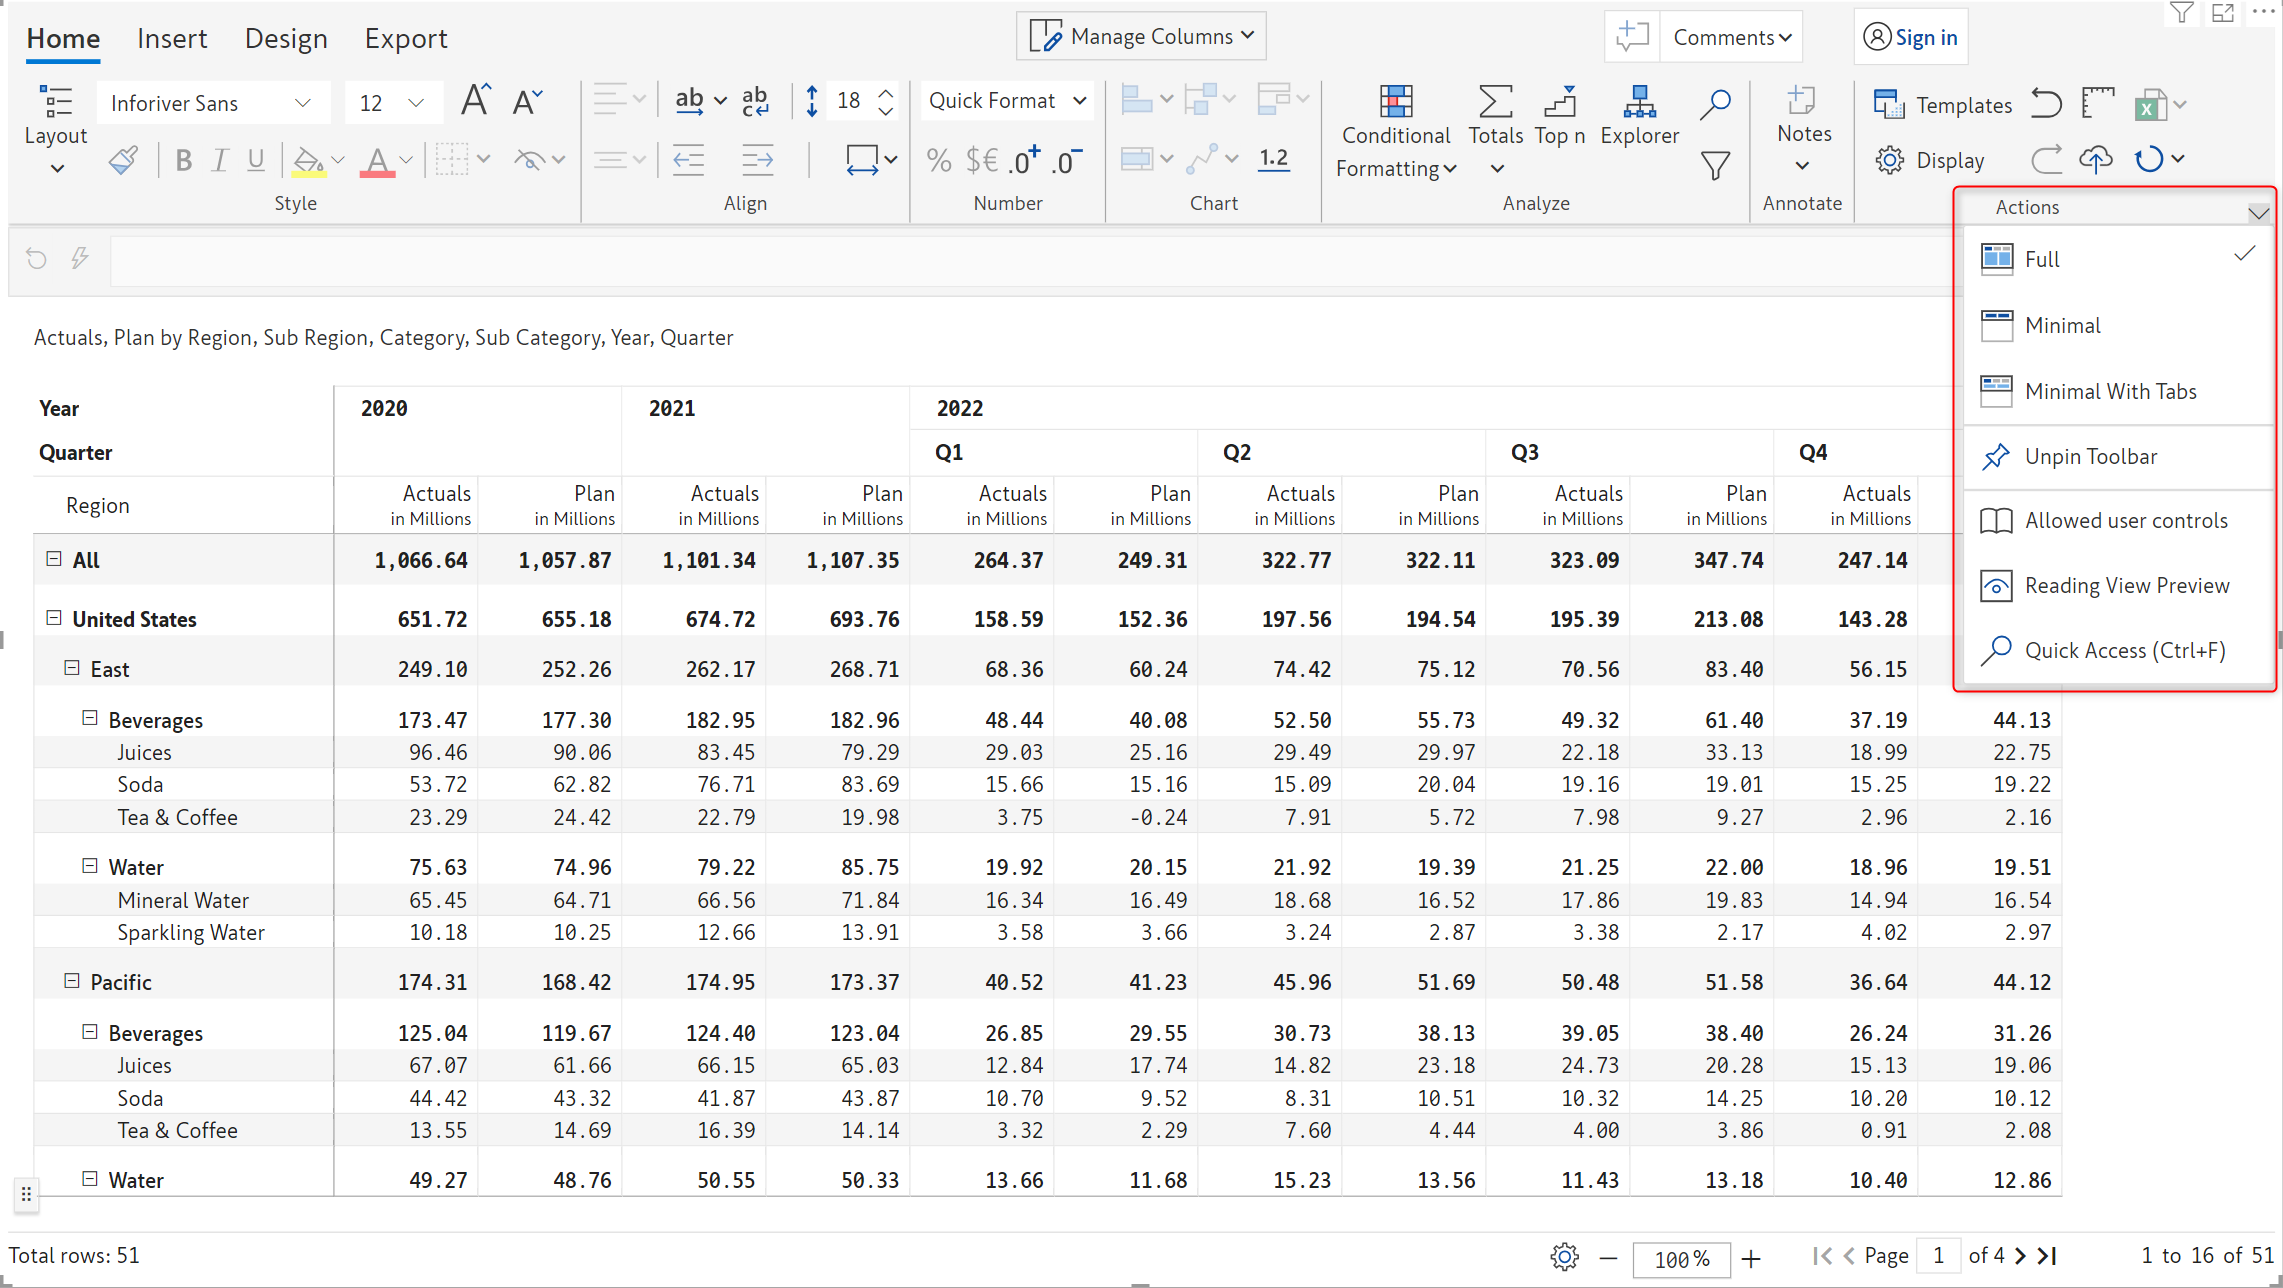 Home Insert Design Export Manage Columns Comments Sign in
Layout Inforiver Sans 12 A A ab ab c 18 Quick Format Conditional Formatting Totals Top n Explorer Notes Templates
B I U A % $€ .0+ .0− 1.2 Display
Style Align Number Chart Analyze Annotate Actions
Full
Minimal
Minimal With Tabs
Unpin Toolbar
Allowed user controls
Reading View Preview
Quick Access (Ctrl+F)
Actuals, Plan by Region, Sub Region, Category, Sub Category, Year, Quarter
Year 2020 2021 2022
Quarter Q1 Q2 Q3 Q4
Region Actuals Plan Actuals Plan Actuals Plan Actuals Plan Actuals Plan Actuals
in Millions in Millions in Millions in Millions in Millions in Millions in Millions in Millions in Millions in Millions in Millions
All 1,066.64 1,057.87 1,101.34 1,107.35 264.37 249.31 322.77 322.11 323.09 347.74 247.14
United States 651.72 655.18 674.72 693.76 158.59 152.36 197.56 194.54 195.39 213.08 143.28
East 249.10 252.26 262.17 268.71 68.36 60.24 74.42 75.12 70.56 83.40 56.15
Beverages 173.47 177.30 182.95 182.96 48.44 40.08 52.50 55.73 49.32 61.40 37.19 44.13
Juices 96.46 90.06 83.45 79.29 29.03 25.16 29.49 29.97 22.18 33.13 18.99 22.75
Soda 53.72 62.82 76.71 83.69 15.66 15.16 15.09 20.04 19.16 19.01 15.25 19.22
Tea & Coffee 23.29 24.42 22.79 19.98 3.75 -0.24 7.91 5.72 7.98 9.27 2.96 2.16
Water 75.63 74.96 79.22 85.75 19.92 20.15 21.92 19.39 21.25 22.00 18.96 19.51
Mineral Water 65.45 64.71 66.56 71.84 16.34 16.49 18.68 16.52 17.86 19.83 14.94 16.54
Sparkling Water 10.18 10.25 12.66 13.91 3.58 3.66 3.24 2.87 3.38 2.17 4.02 2.97
Pacific 174.31 168.42 174.95 173.37 40.52 41.23 45.96 51.69 50.48 51.58 36.64 44.12
Beverages 125.04 119.67 124.40 123.04 26.85 29.55 30.73 38.13 39.05 38.40 26.24 31.26
Juices 67.07 61.66 66.15 65.03 12.84 17.74 14.82 23.18 24.73 20.28 15.13 19.06
Soda 44.42 43.32 41.87 43.87 10.70 9.52 8.31 10.51 10.32 14.25 10.20 10.12
Tea & Coffee 13.55 14.69 16.39 14.14 3.32 2.29 7.60 4.44 4.00 3.86 0.91 2.08
Water 49.27 48.76 50.55 50.33 13.66 11.68 15.23 13.56 11.43 13.18 10.40 12.86
Total rows: 51 100% Page 1 of 4 1 to 16 of 51